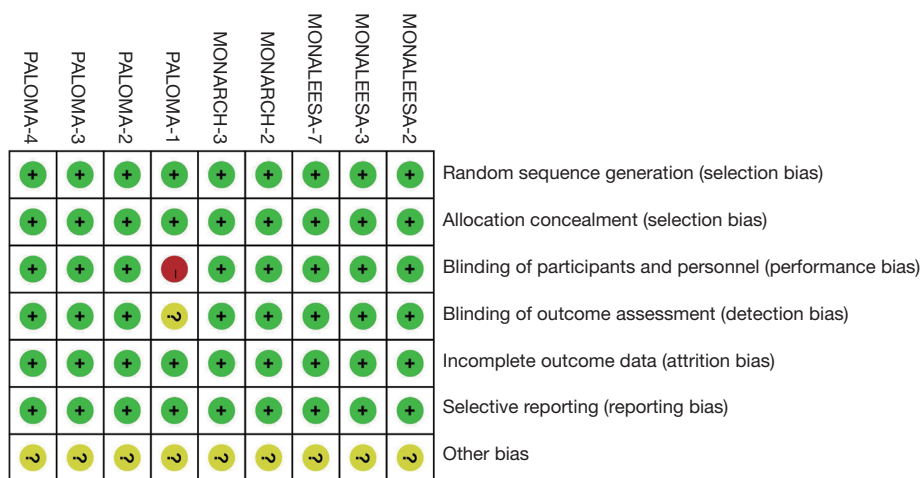 PALOMA-4
PALOMA-3
PALOMA-2
PALOMA-1
MONARCH-3
MONARCH-2
MONALEESA-7
MONALEESA-3
MONALEESA-2
+ + + + + + + + + Random sequence generation (selection bias)
+ + + + + + + + + Allocation concealment (selection bias)
+ + + – + + + + + Blinding of participants and personnel (performance bias)
+ + + ? + + + + + Blinding of outcome assessment (detection bias)
+ + + + + + + + + Incomplete outcome data (attrition bias)
+ + + + + + + + + Selective reporting (reporting bias)
? ? ? ? ? ? ? ? ? Other bias